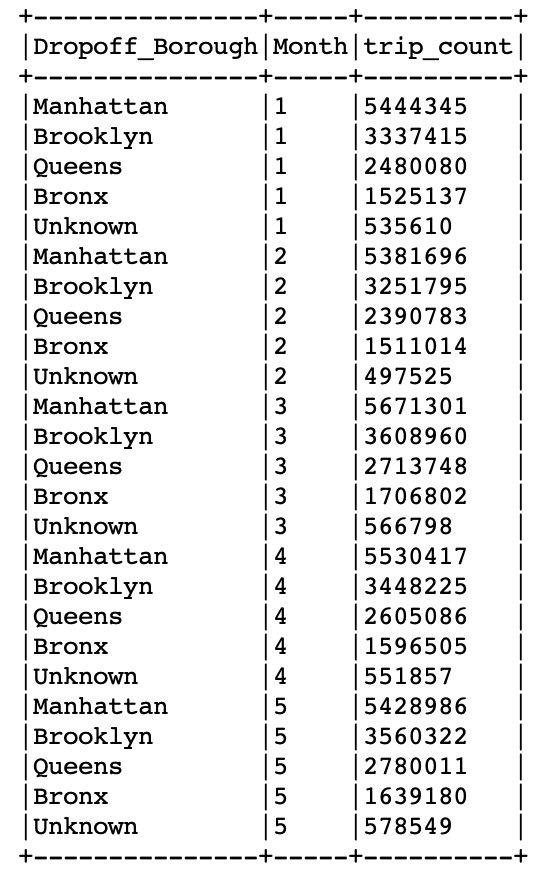 +---------------+-----+----------+
|Dropoff_Borough|Month|trip_count|
+---------------+-----+----------+
|Manhattan      |1    |5444345   |
|Brooklyn       |1    |3337415   |
|Queens         |1    |2480080   |
|Bronx          |1    |1525137   |
|Unknown        |1    |535610    |
|Manhattan      |2    |5381696   |
|Brooklyn       |2    |3251795   |
|Queens         |2    |2390783   |
|Bronx          |2    |1511014   |
|Unknown        |2    |497525    |
|Manhattan      |3    |5671301   |
|Brooklyn       |3    |3608960   |
|Queens         |3    |2713748   |
|Bronx          |3    |1706802   |
|Unknown        |3    |566798    |
|Manhattan      |4    |5530417   |
|Brooklyn       |4    |3448225   |
|Queens         |4    |2605086   |
|Bronx          |4    |1596505   |
|Unknown        |4    |551857    |
|Manhattan      |5    |5428986   |
|Brooklyn       |5    |3560322   |
|Queens         |5    |2780011   |
|Bronx          |5    |1639180   |
|Unknown        |5    |578549    |
+---------------+-----+----------+